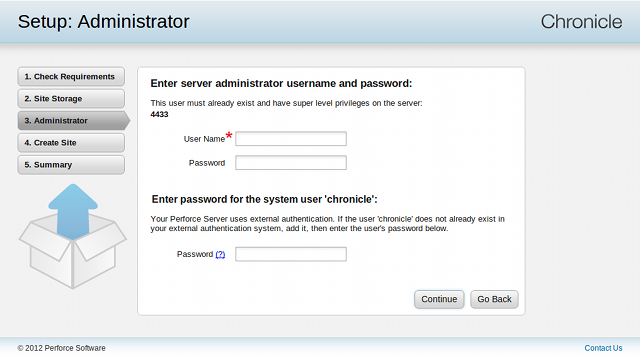 Setup: Administrator
Chronicle
1. Check Requirements
2. Site Storage
3. Administrator
4. Create Site
5. Summary
Enter server administrator username and password:
This user must already exist and have super level privileges on the server:
4433
User Name*
Password
Enter password for the system user 'chronicle':
Your Perforce Server uses external authentication. If the user 'chronicle' does not already exist in
your external authentication system, add it, then enter the user's password below.
Password (?)
Continue
Go Back
© 2012 Perforce Software
Contact Us